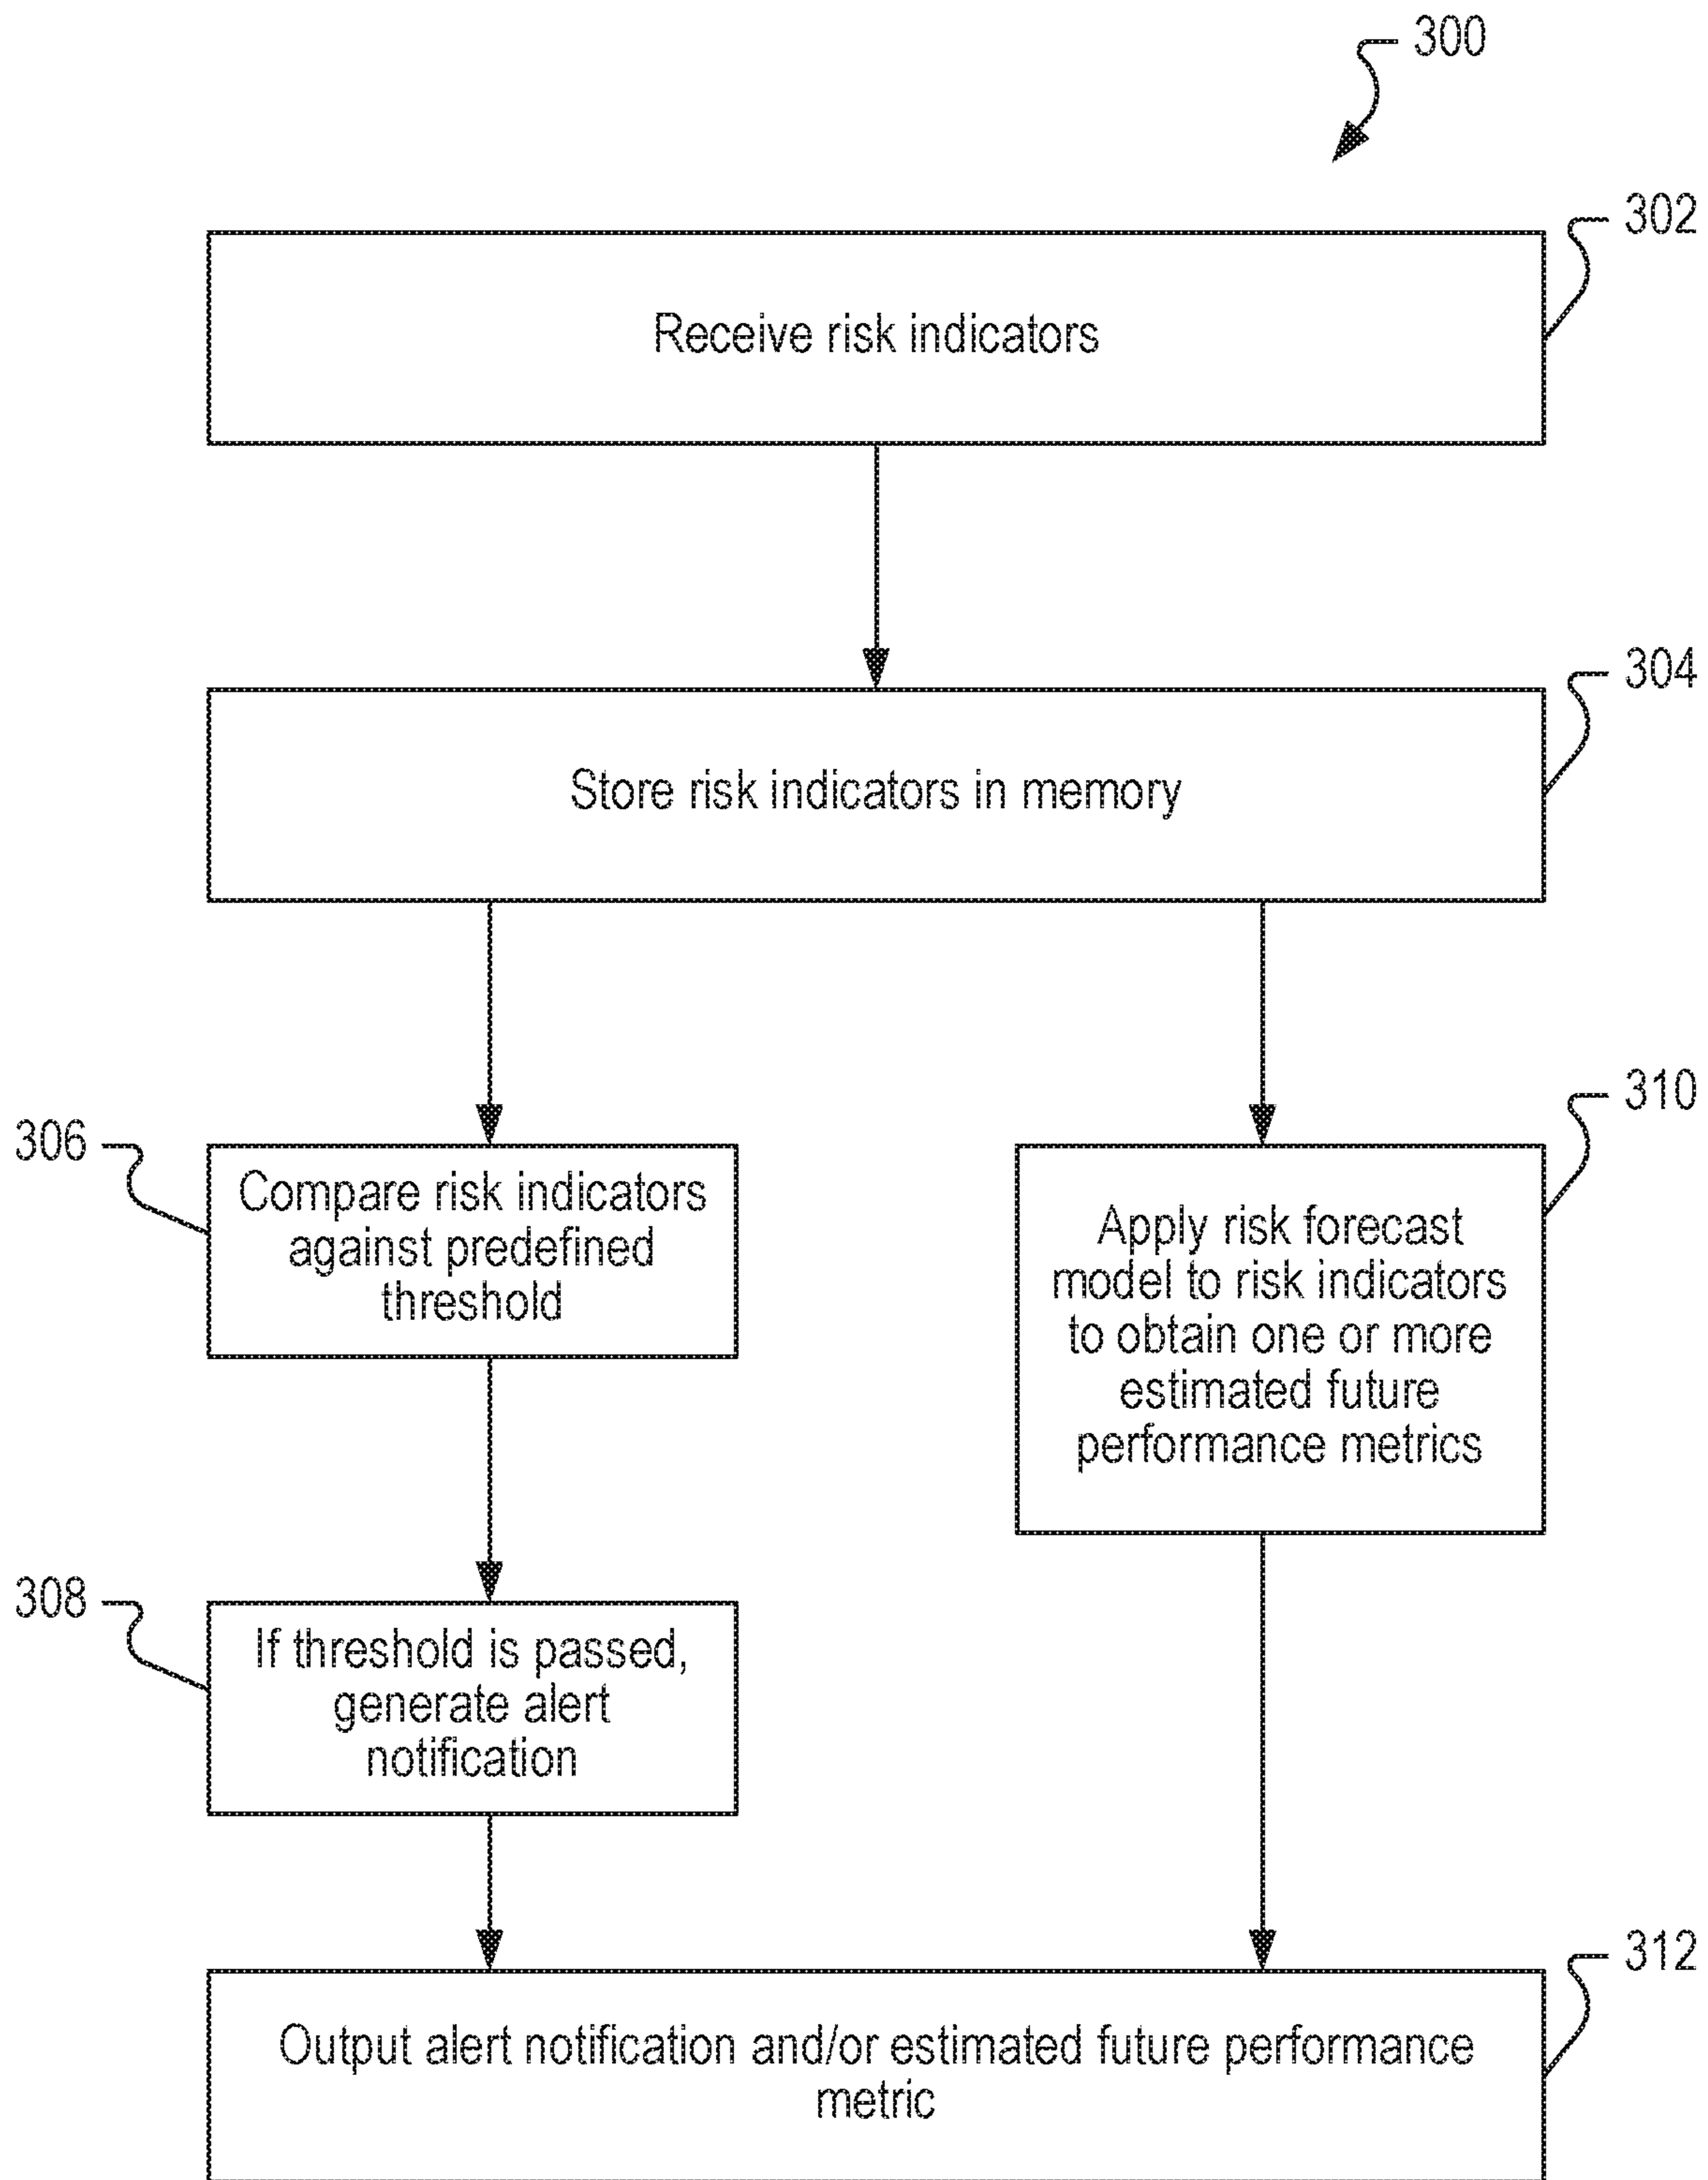 300
302
Receive risk indicators
304
Store risk indicators in memory
306
Compare risk indicators
against predefined
threshold
310
Apply risk forecast
model to risk indicators
to obtain one or more
estimated future
performance metrics
308
If threshold is passed,
generate alert
notification
312
Output alert notification and/or estimated future performance
metric